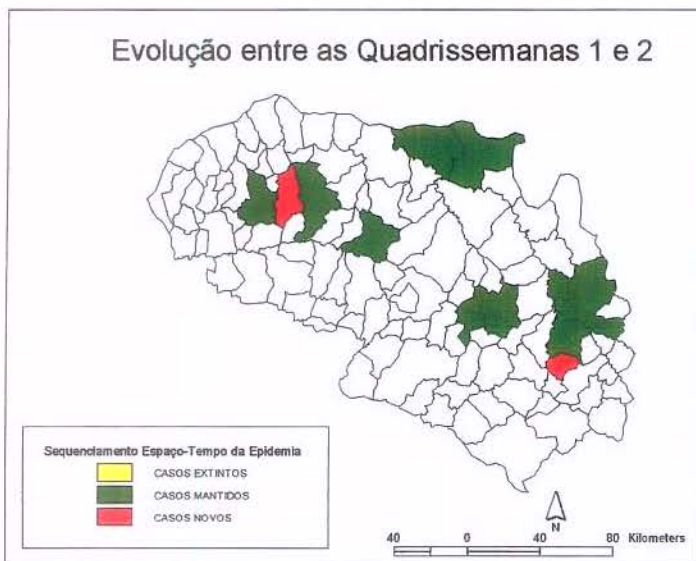 Evolução entre as Quadrissemanas 1 e 2
Sequenciamento Espaço-Tempo da Epidemia
CASOS EXTINTOS
CASOS MANTIDOS
CASOS NOVOS
N
40 0 40 80 Kilometers